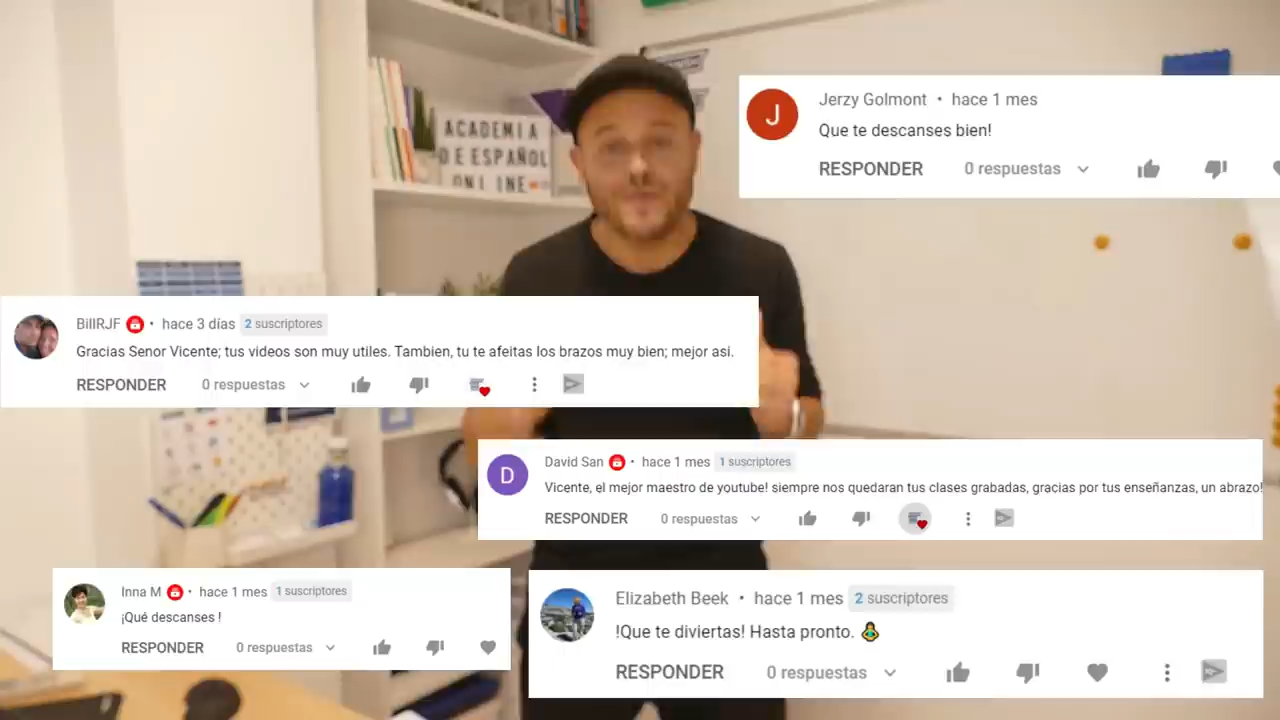 ACADEMIA
DE ESPAÑOL
ONLINE
J
Jerzy Golmont • hace 1 mes
Que te descanses bien!
RESPONDER 0 respuestas
BillRJF • hace 3 días 2 suscriptores
Gracias Senor Vicente; tus videos son muy utiles. Tambien, tu te afeitas los brazos muy bien; mejor asi.
RESPONDER 0 respuestas
D
David San • hace 1 mes 1 suscriptores
Vicente, el mejor maestro de youtube! siempre nos quedaran tus clases grabadas, gracias por tus enseñanzas, un abrazo!
RESPONDER 0 respuestas
Inna M • hace 1 mes 1 suscriptores
¡Qué descanses !
RESPONDER 0 respuestas
Elizabeth Beek • hace 1 mes 2 suscriptores
!Que te diviertas! Hasta pronto.
RESPONDER 0 respuestas